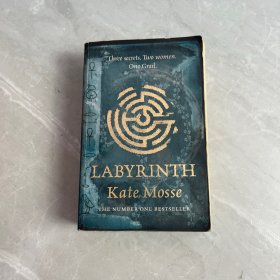 Three secrets. Two women.
One Grail.
LABYRINTH
Kate Mosse
THE NUMBER ONE BESTSELLER